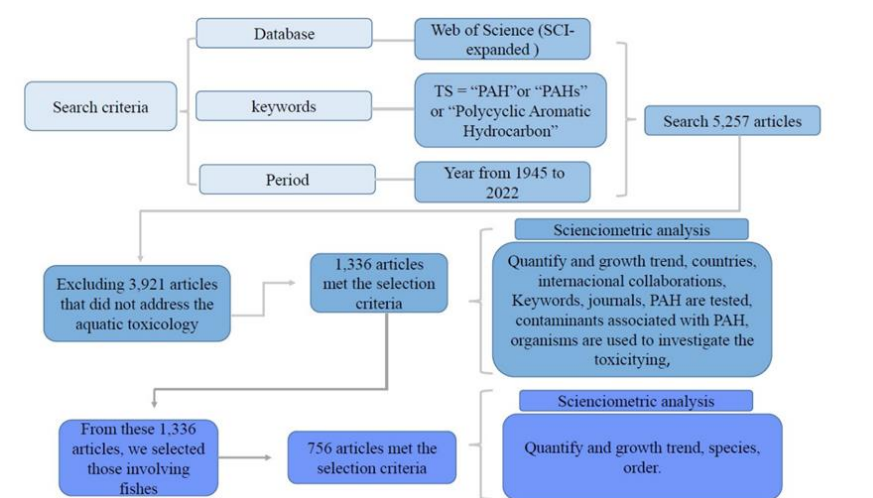 Search criteria
Database
keywords
Period
Web of Science (SCI-
expanded )
TS = “PAH”or “PAHs”
or “Polycyclic Aromatic
Hydrocarbon”
Year from 1945 to
2022
Search 5,257 articles
Excluding 3,921 articles
that did not address the
aquatic toxicology
1,336 articles
met the selection
criteria
Scienciometric analysis
Quantify and growth trend, countries,
internacional collaborations,
Keywords, journals, PAH are tested,
contaminants associated with PAH,
organisms are used to investigate the
toxicitying,
From these 1,336
articles, we selected
those involving
fishes
756 articles met the
selection criteria
Scienciometric analysis
Quantify and growth trend, species,
order.